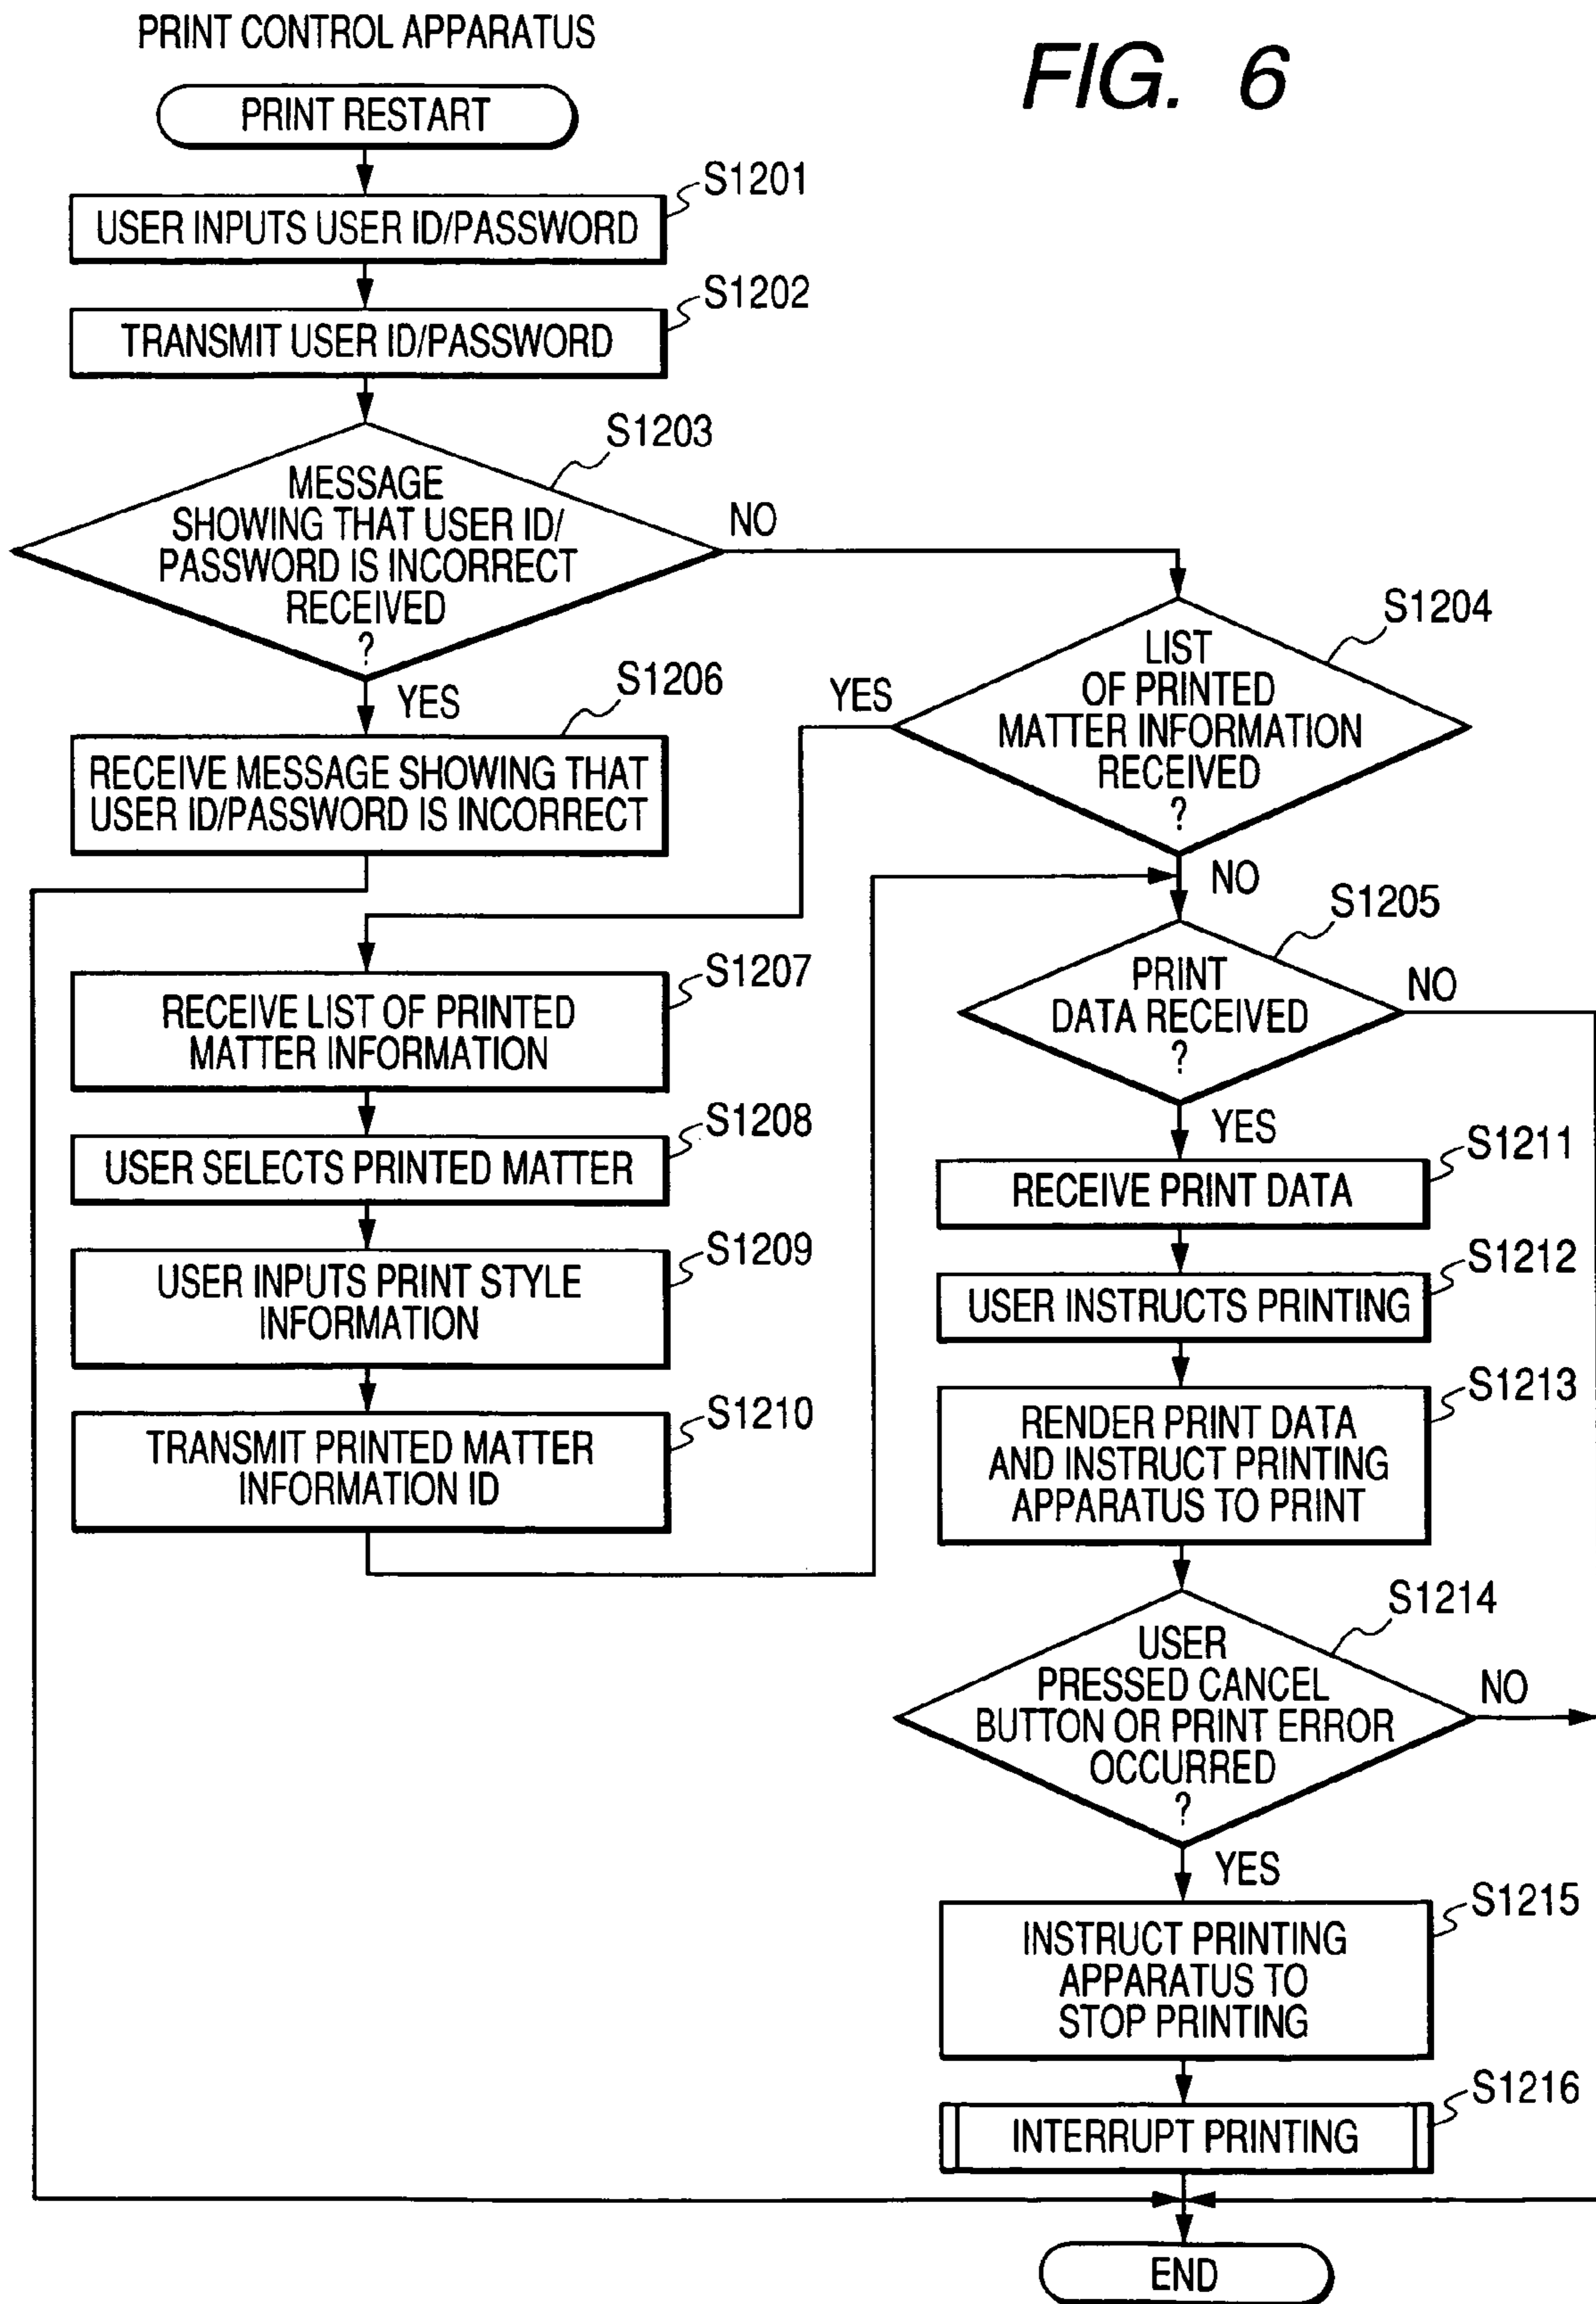 PRINT CONTROL APPARATUS
FIG. 6
PRINT RESTART
S1201
USER INPUTS USER ID/PASSWORD
S1202
TRANSMIT USER ID/PASSWORD
S1203
MESSAGE
SHOWING THAT USER ID/
PASSWORD IS INCORRECT
RECEIVED
?
NO
YES
S1204
LIST
OF PRINTED
MATTER INFORMATION
RECEIVED
?
YES
NO
S1206
RECEIVE MESSAGE SHOWING THAT
USER ID/PASSWORD IS INCORRECT
S1205
PRINT
DATA RECEIVED
?
NO
YES
S1207
RECEIVE LIST OF PRINTED
MATTER INFORMATION
S1208
USER SELECTS PRINTED MATTER
S1209
USER INPUTS PRINT STYLE
INFORMATION
S1210
TRANSMIT PRINTED MATTER
INFORMATION ID
S1211
RECEIVE PRINT DATA
S1212
USER INSTRUCTS PRINTING
S1213
RENDER PRINT DATA
AND INSTRUCT PRINTING
APPARATUS TO PRINT
S1214
USER
PRESSED CANCEL
BUTTON OR PRINT ERROR
OCCURRED
?
NO
YES
S1215
INSTRUCT PRINTING
APPARATUS TO
STOP PRINTING
S1216
INTERRUPT PRINTING
END